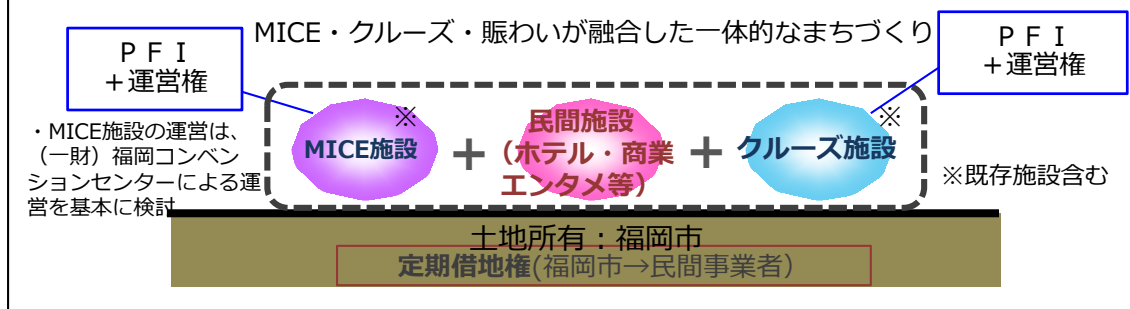 MICE・クルーズ・賑わいが融合した一体的なまちづくり
ＰＦＩ
＋運営権
ＰＦＩ
＋運営権
・MICE施設の運営は、
（一財）福岡コンベン
ションセンターによる運
営を基本に検討
※
MICE施設
＋
民間施設
（ホテル・商業
エンタメ等）
＋
※
クルーズ施設
※既存施設含む
土地所有：福岡市
定期借地権(福岡市→民間事業者）